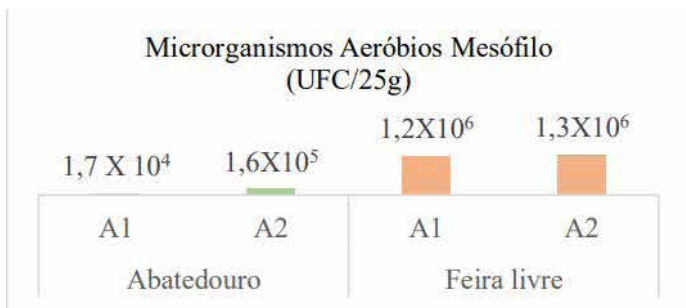 Microrganismos Aeróbios Mesófilo
(UFC/25g)
1,7 X 10⁴ 1,6X10⁵ 1,2X10⁶ 1,3X10⁶
A1 A2 A1 A2
Abatedouro Feira livre